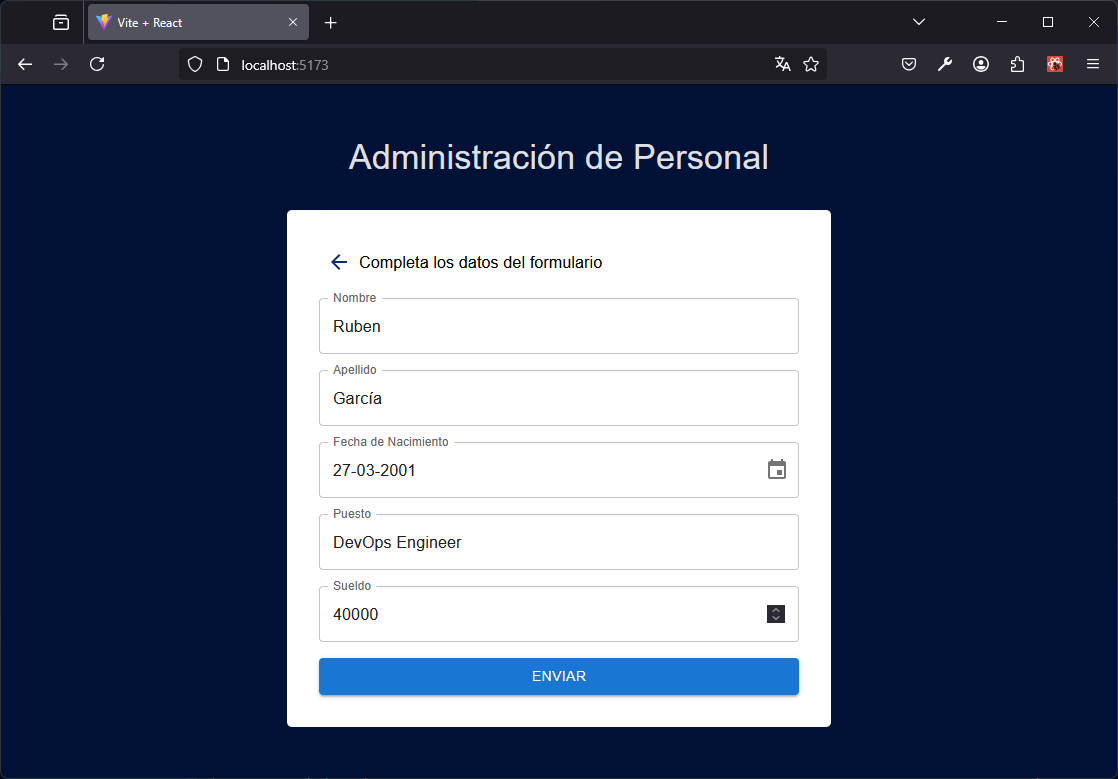 Vite + React
localhost:5173
Administración de Personal
Completa los datos del formulario
Nombre
Ruben
Apellido
García
Fecha de Nacimiento
27-03-2001
Puesto
DevOps Engineer
Sueldo
40000
ENVIAR